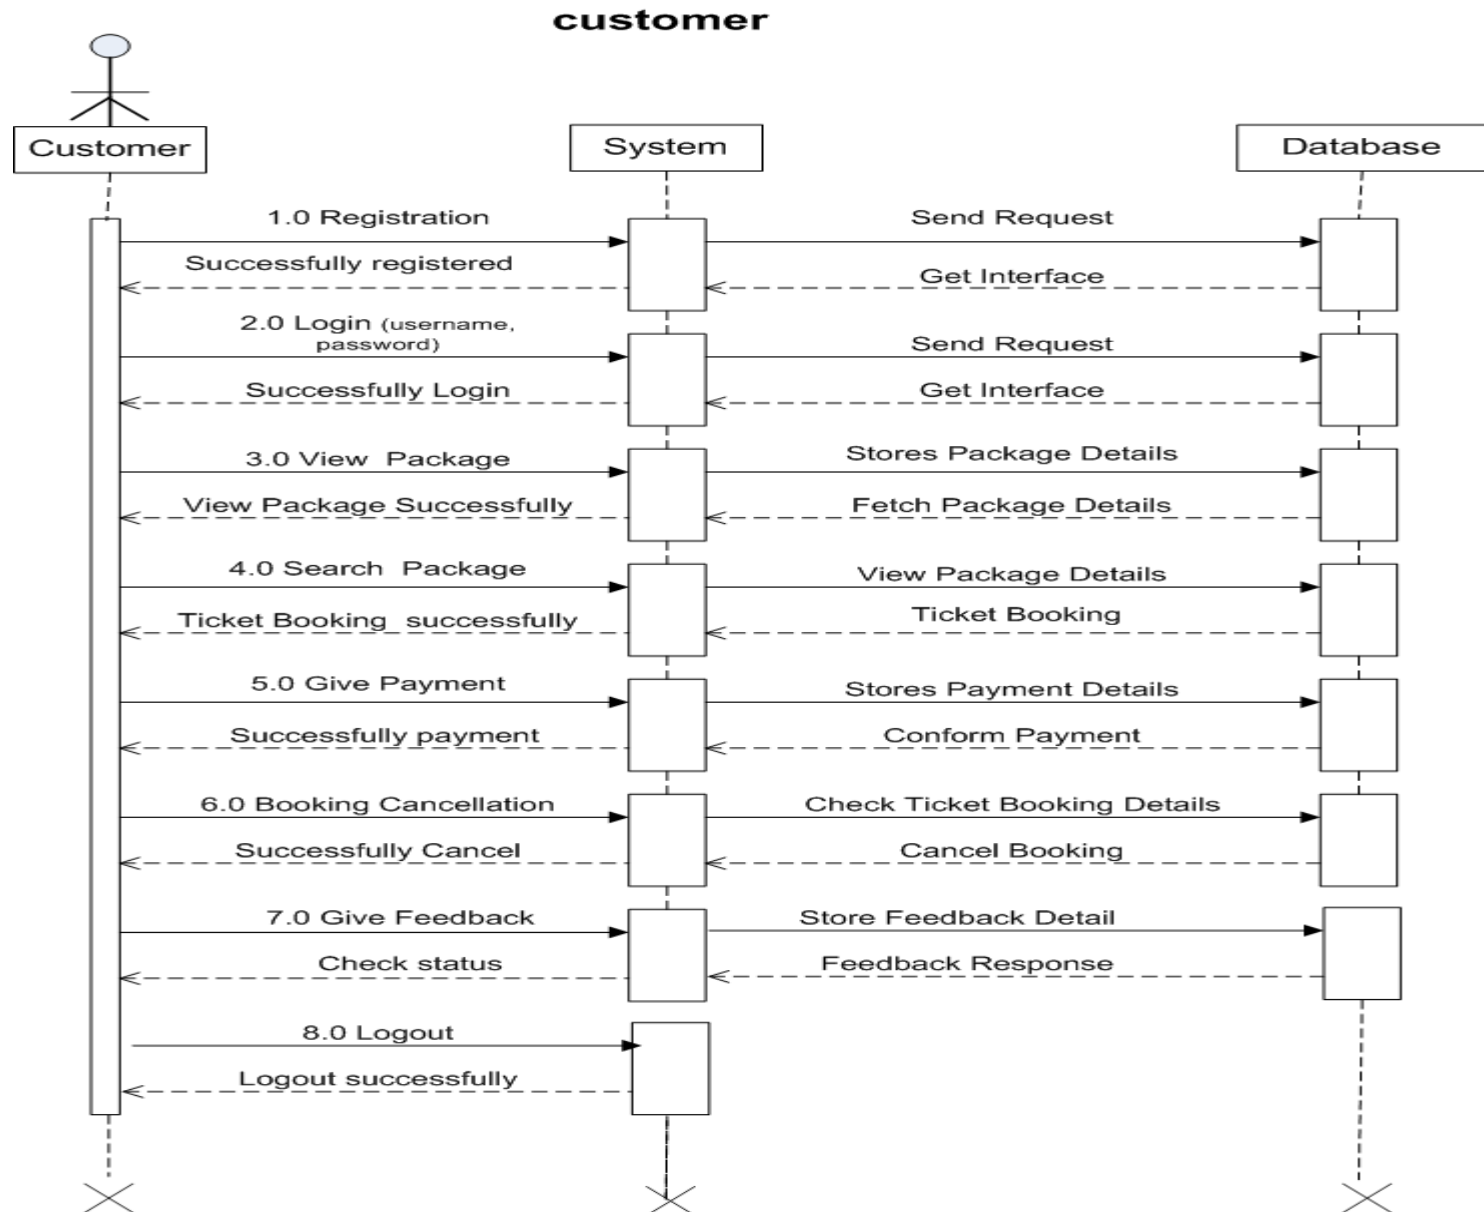 customer
Customer
System
Database
1.0 Registration
Send Request
Successfully registered
Get Interface
2.0 Login (username,
password)
Send Request
Successfully Login
Get Interface
3.0 View Package
Stores Package Details
View Package Successfully
Fetch Package Details
4.0 Search Package
View Package Details
Ticket Booking successfully
Ticket Booking
5.0 Give Payment
Stores Payment Details
Successfully payment
Conform Payment
6.0 Booking Cancellation
Check Ticket Booking Details
Successfully Cancel
Cancel Booking
7.0 Give Feedback
Store Feedback Detail
Check status
Feedback Response
8.0 Logout
Logout successfully